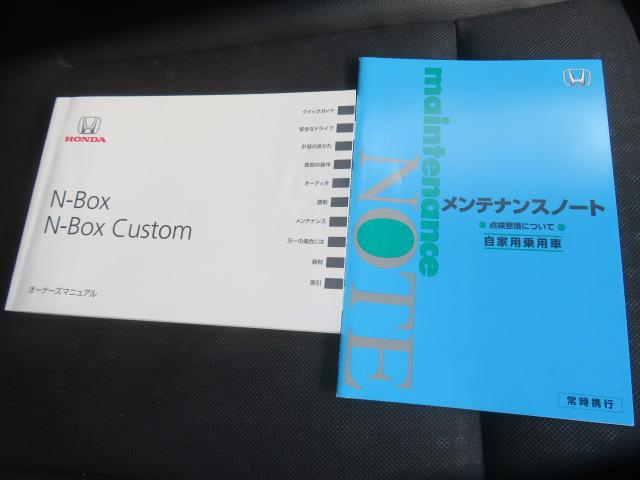 HONDA
N-Box
N-Box Custom
オーナーズマニュアル
クイックガイド
安全なドライブ
計器の見かた
各部の操作
オーディオ
運転
メンテナンス
万一の場合には
資料
索引
maintenance
NOTE
メンテナンスノート
点検整備について
自家用乗用車
常時携行